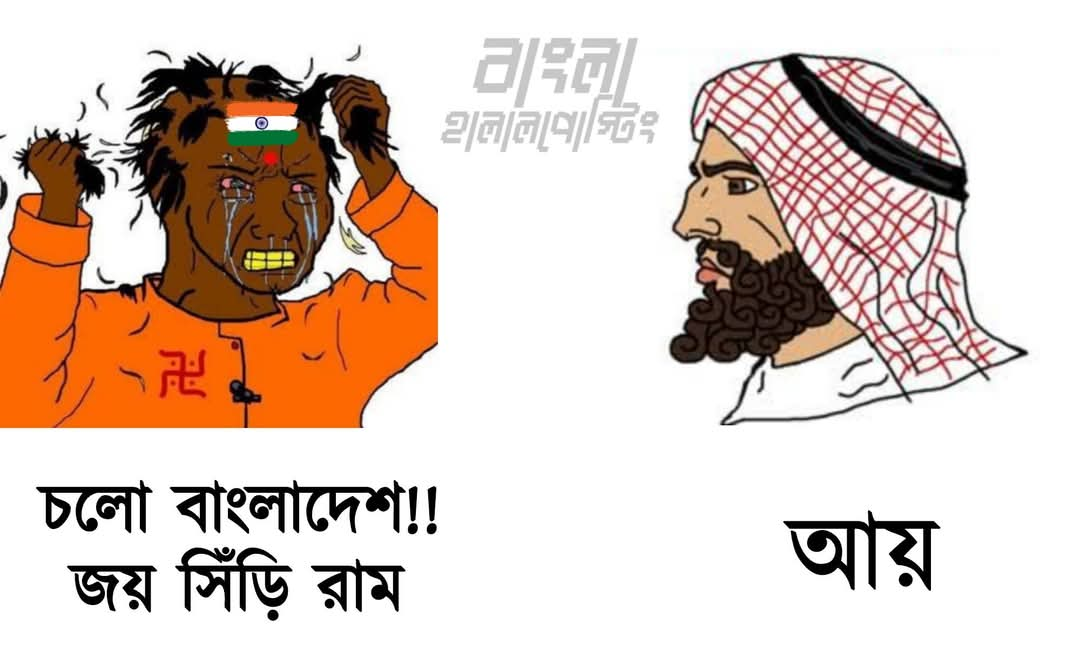 বাংলা
হালালপোস্টিং
চলো বাংলাদেশ!!
জয় সিঁড়ি রাম
আয়